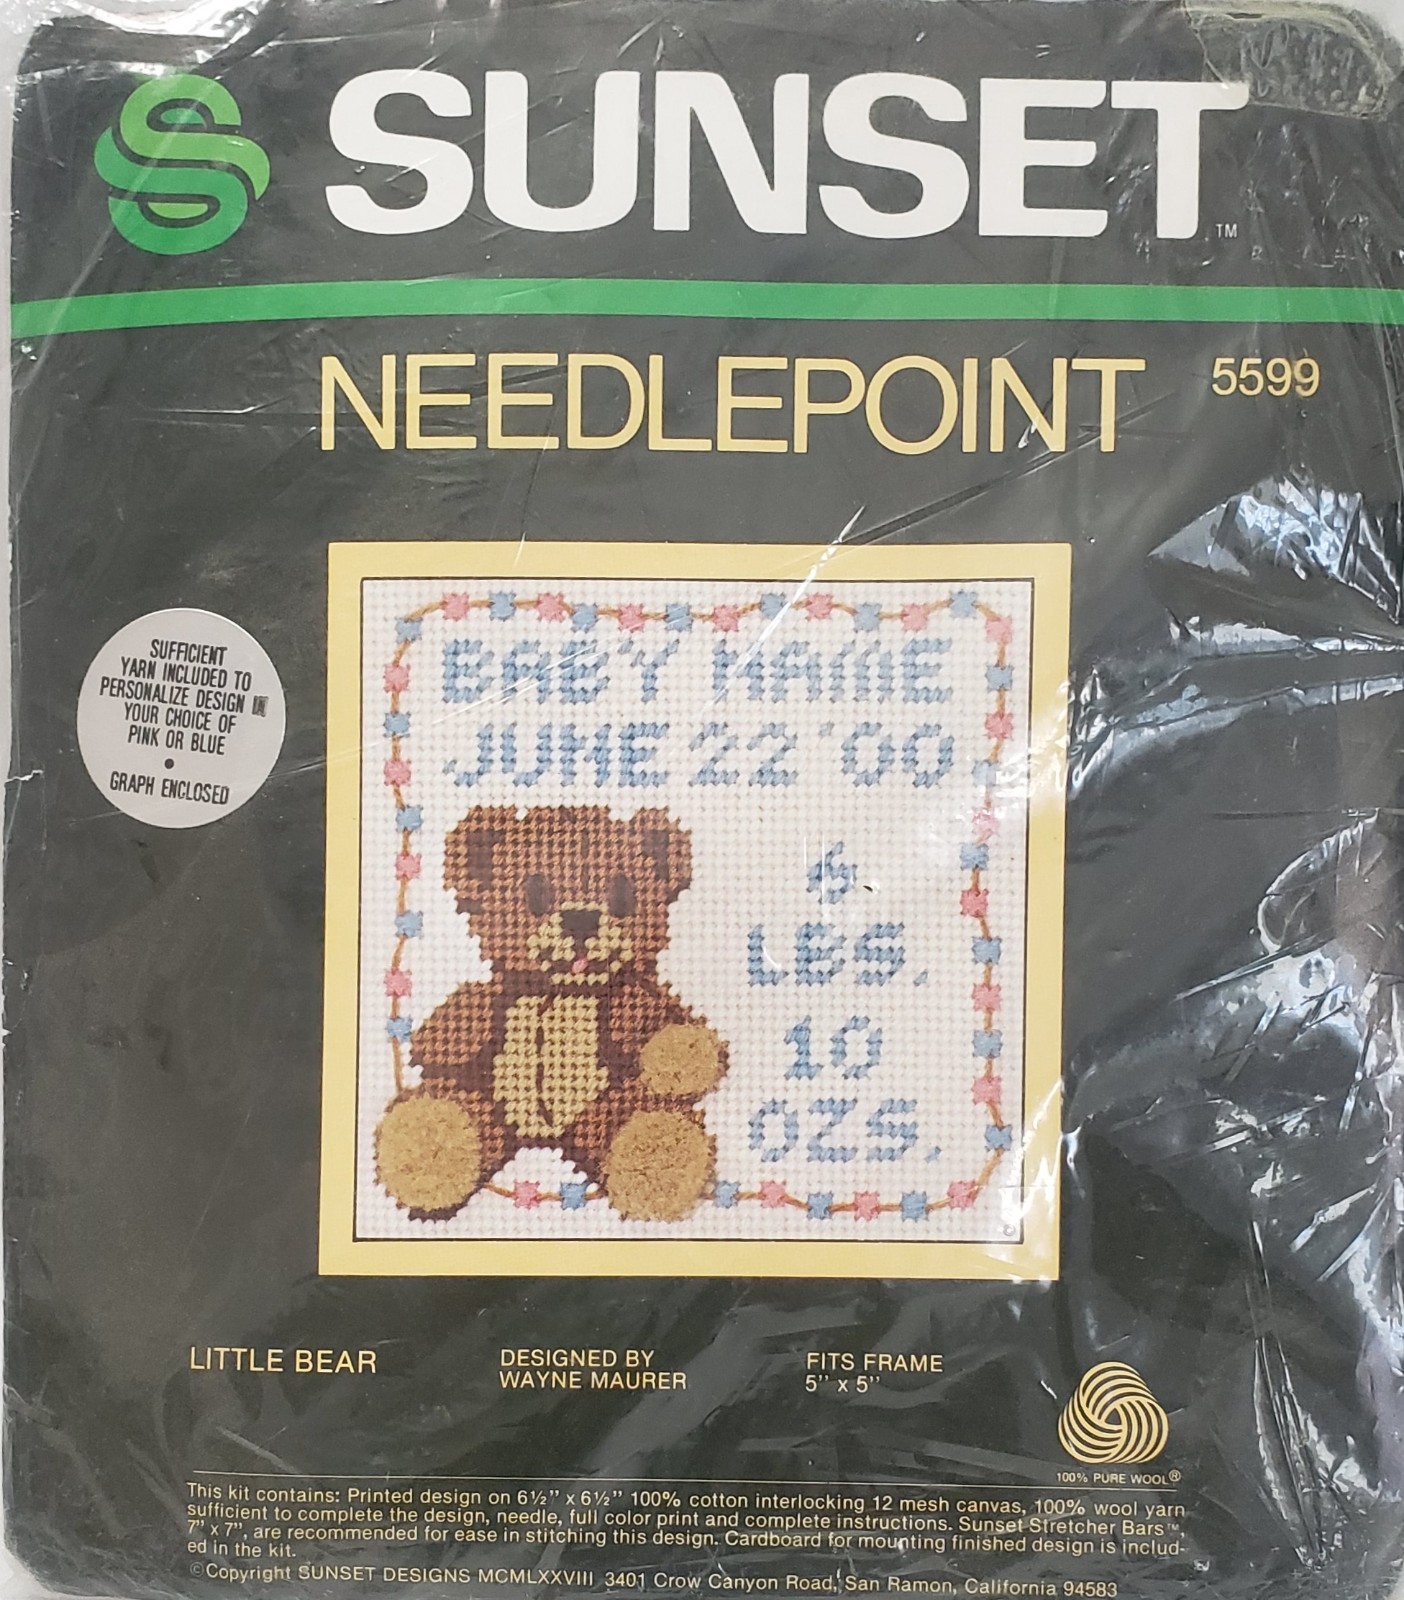 SUNSET™
NEEDLEPOINT 5599
SUFFICIENT
YARN INCLUDED TO
PERSONALIZE DESIGN IN
YOUR CHOICE OF
PINK OR BLUE
•
GRAPH ENCLOSED
BABY NAME
JUNE 22 '00
6
LBS.
10
OZS.
LITTLE BEAR
DESIGNED BY
WAYNE MAURER
FITS FRAME
5” x 5”
100% PURE WOOL®
This kit contains: Printed design on 6½” x 6½” 100% cotton interlocking 12 mesh canvas, 100% wool yarn
sufficient to complete the design, needle, full color print and complete instructions. Sunset Stretcher Bars™,
7” x 7”, are recommended for ease in stitching this design. Cardboard for mounting finished design is includ-
ed in the kit.
©Copyright SUNSET DESIGNS MCMLXXVIII 3401 Crow Canyon Road, San Ramon, California 94583